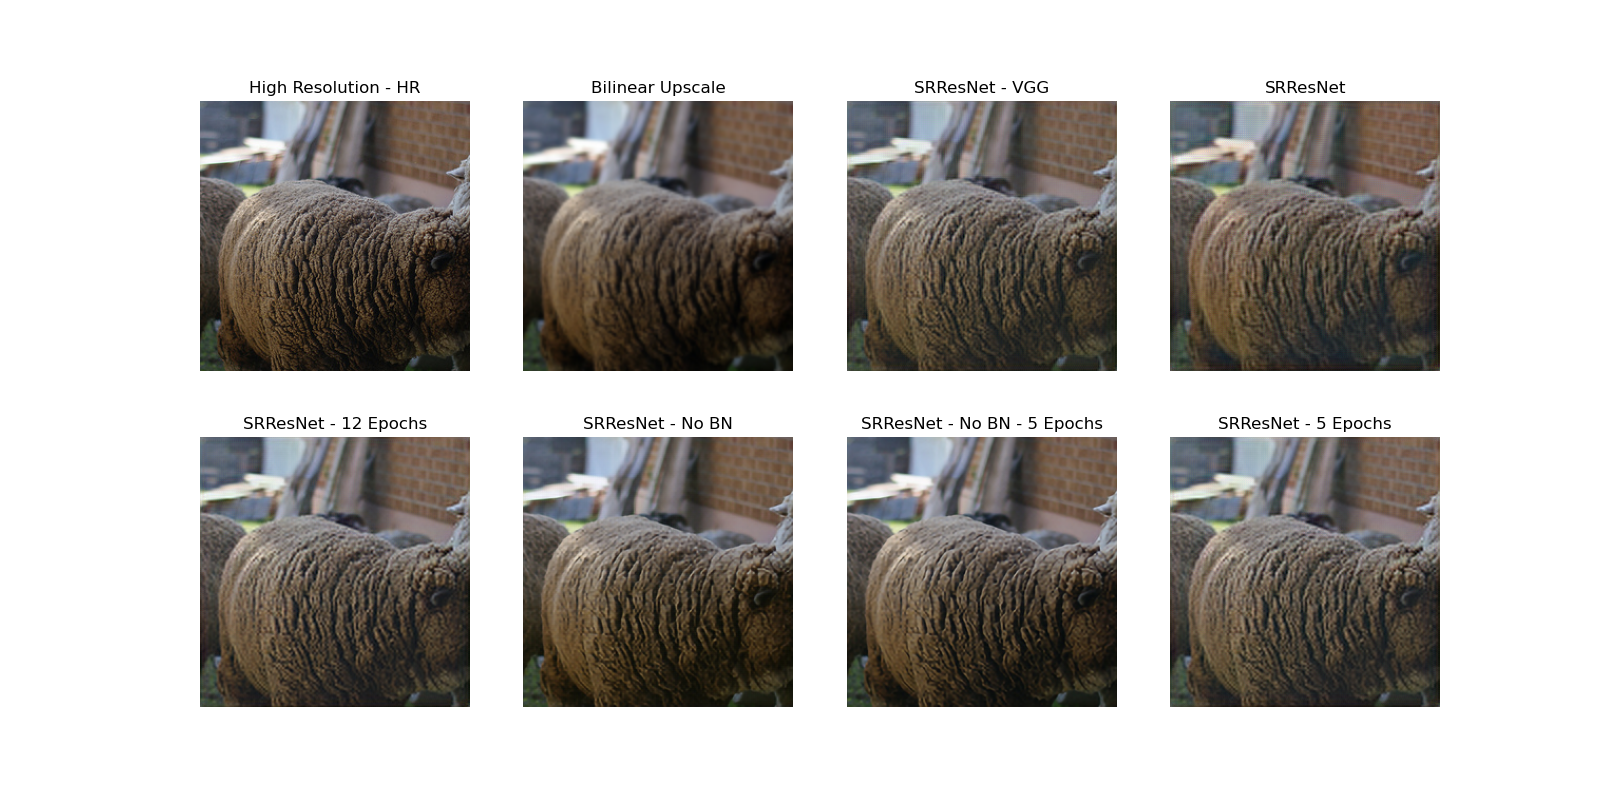 High Resolution - HR
Bilinear Upscale
SRResNet - VGG
SRResNet
SRResNet - 12 Epochs
SRResNet - No BN
SRResNet - No BN - 5 Epochs
SRResNet - 5 Epochs